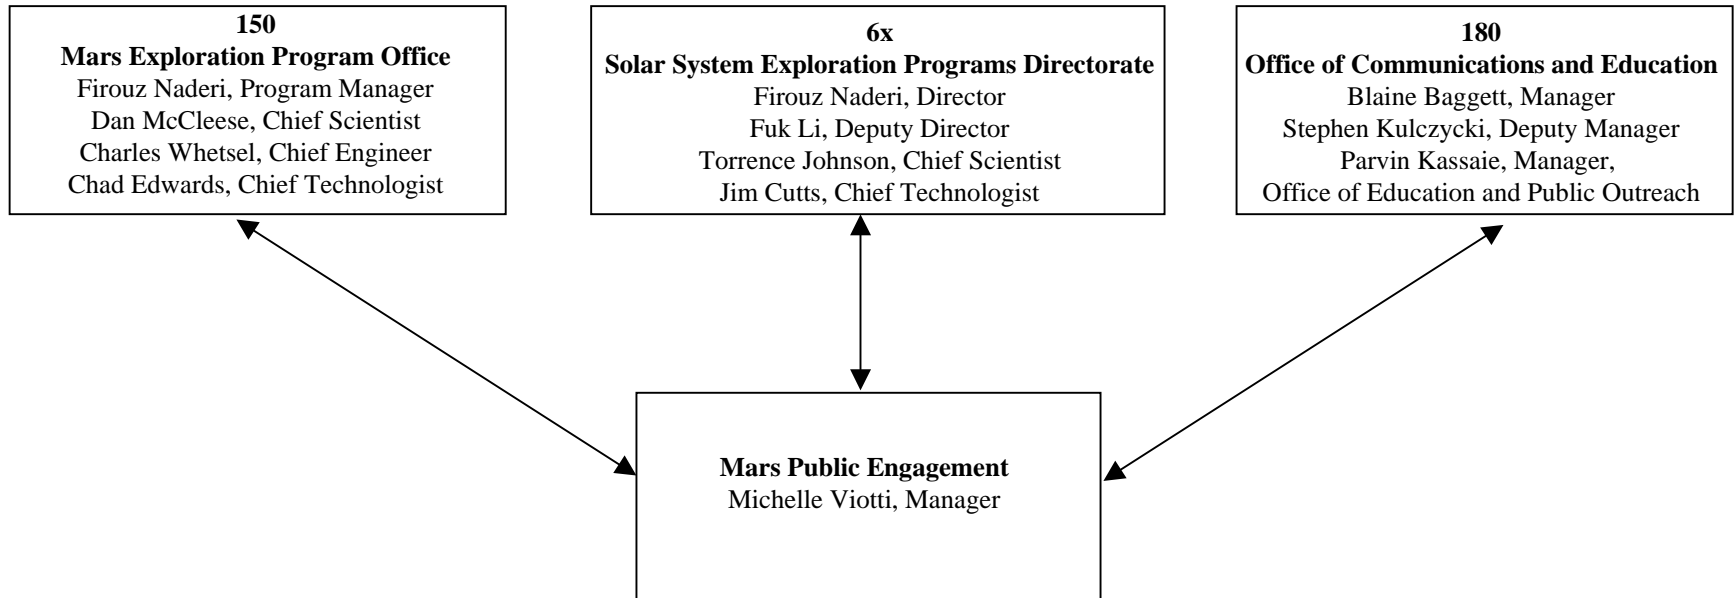 150
Mars Exploration Program Office
Firouz Naderi, Program Manager
Dan McCleese, Chief Scientist
Charles Whetsel, Chief Engineer
Chad Edwards, Chief Technologist
6x
Solar System Exploration Programs Directorate
Firouz Naderi, Director
Fuk Li, Deputy Director
Torrence Johnson, Chief Scientist
Jim Cutts, Chief Technologist
180
Office of Communications and Education
Blaine Baggett, Manager
Stephen Kulczycki, Deputy Manager
Parvin Kassaie, Manager,
Office of Education and Public Outreach
Mars Public Engagement
Michelle Viotti, Manager